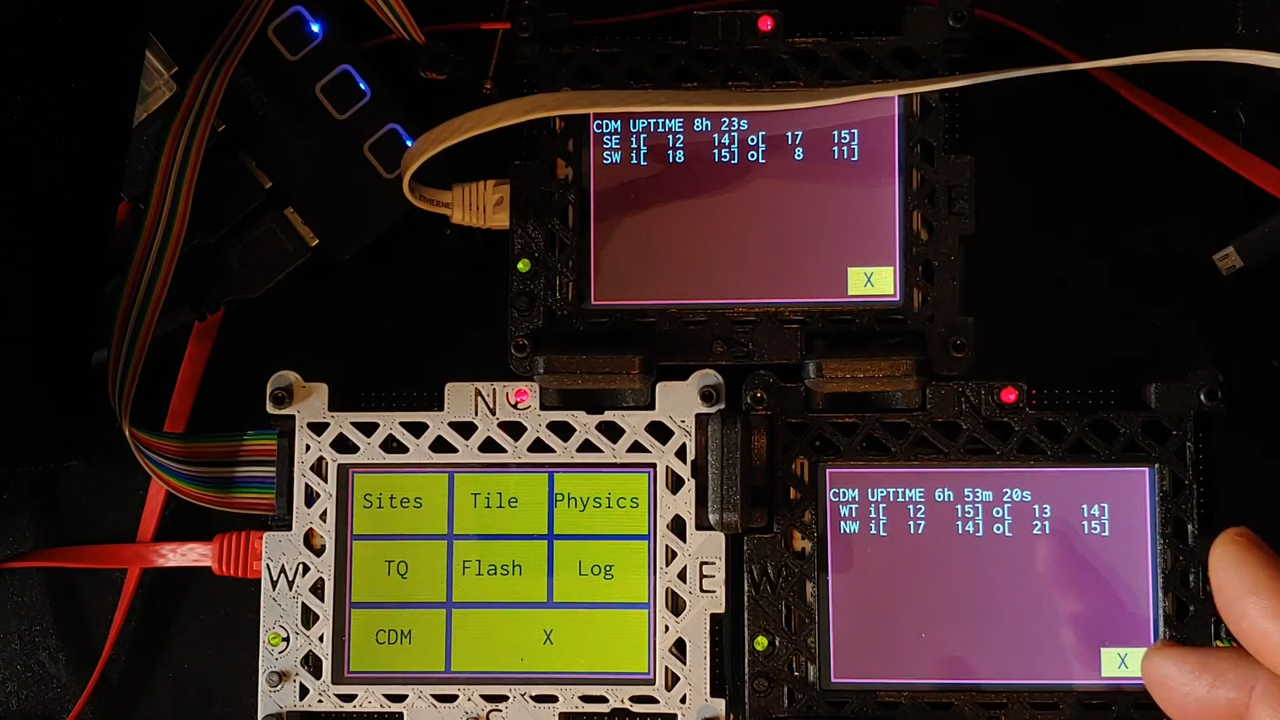 ETHERNE
CDM UPTIME 8h 23s
SE i[ 12 14] o[ 17 15]
SW i[ 18 15] o[ 8 11]
X
E
N
Sites Tile Physics
TQ Flash Log
CDM X
W
E
N
CDM UPTIME 6h 53m 20s
WT i[ 12 15] o[ 13 14]
NW i[ 17 14] o[ 21 15]
X
W